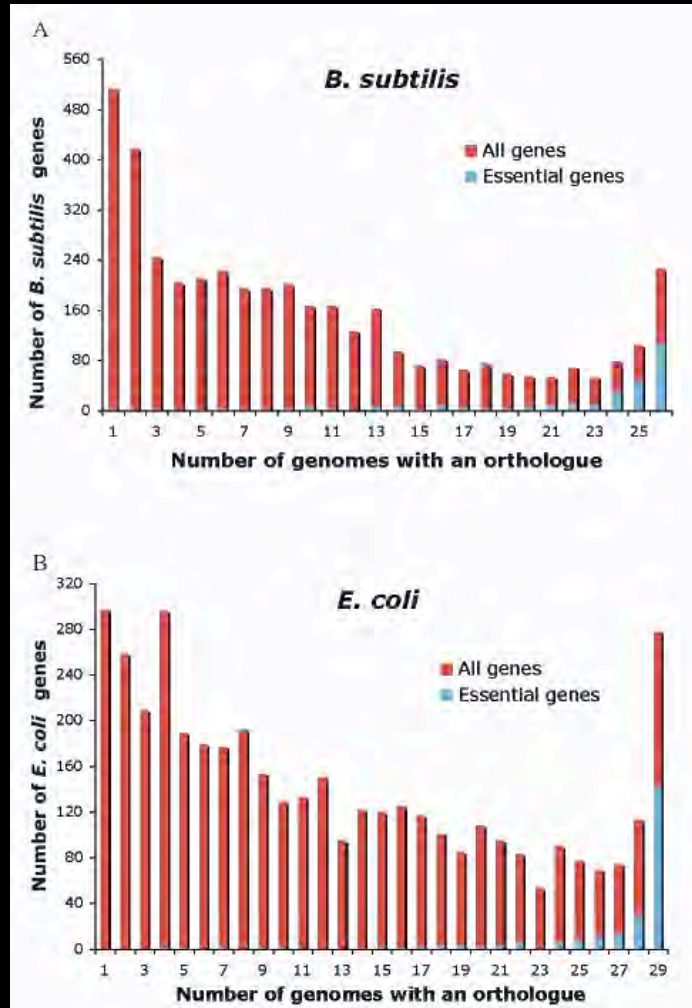 A
B. subtilis
All genes
Essential genes
Number of B. subtilis genes
560
480
400
320
240
160
80
0
1 3 5 7 9 11 13 15 17 19 21 23 25
Number of genomes with an orthologue
B
E. coli
All genes
Essential genes
Number of E. coli genes
320
280
240
200
160
120
80
40
0
1 3 5 7 9 11 13 15 17 19 21 23 25 27 29
Number of genomes with an orthologue